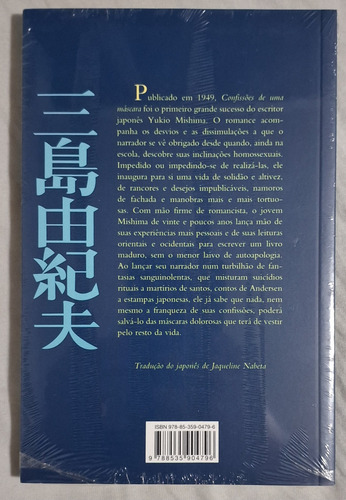 三島由紀夫
Publicado em 1949, Confissões de uma
máscara foi o primeiro grande sucesso do escritor
japonês Yukio Mishima. O romance acom-
panha os desvios e as dissimulações a que o
narrador se vê obrigado desde quando, ainda na
escola, descobre suas inclinações homossexuais.
Impedido ou impedindo-se de realizá-las, ele
inaugura para si uma vida de solidão e altivez,
de rancores e desejos impublicáveis, namoros
de fachada e manobras mais e mais tortuo-
sas. Com mão firme de romancista, o jovem
Mishima de vinte e poucos anos lança mão de
suas experiências mais pessoais e de suas leituras
orientais e ocidentais para escrever um livro
maduro, sem o menor laivo de autoapologia.
Ao lançar seu narrador num turbilhão de fan-
tasias sanguinolentas, que misturam suicídios
rituais a martírios de santos, contos de Andersen
a estampas japonesas, ele já sabe que nada, nem
mesmo a franqueza de suas confissões, poderá
salvá-lo das máscaras dolorosas que terá de vestir
pelo resto da vida.
Tradução do japonês de Jaqueline Nabeta
ISBN 978-85-359-0479-6
9 788535 904796